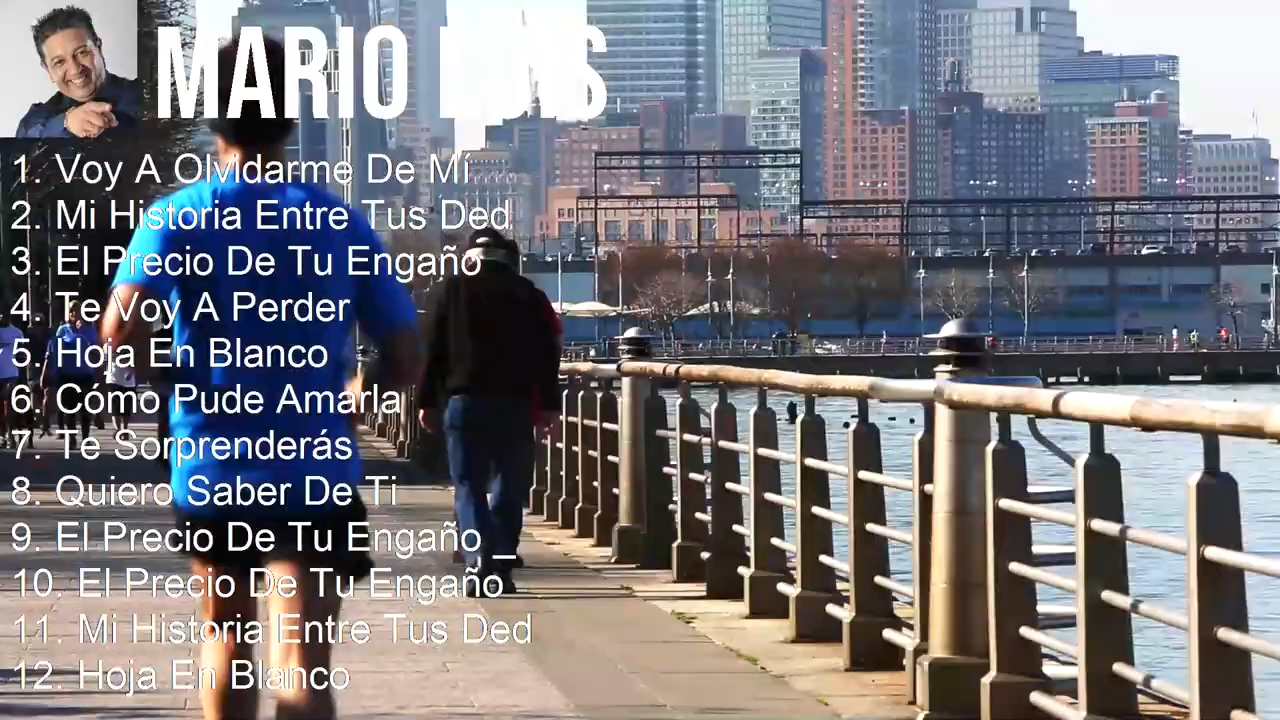 MARIO
1. Voy A Olvidarme De Mí
2. Mi Historia Entre Tus Ded
3. El Precio De Tu Engaño
4. Te Voy A Perder
5. Hoja En Blanco
6. Cómo Pude Amarla
7. Te Sorprenderás
8. Quiero Saber De Ti
9. El Precio De Tu Engaño _
10. El Precio De Tu Engaño
11. Mi Historia Entre Tus Ded
12. Hoja En Blanco